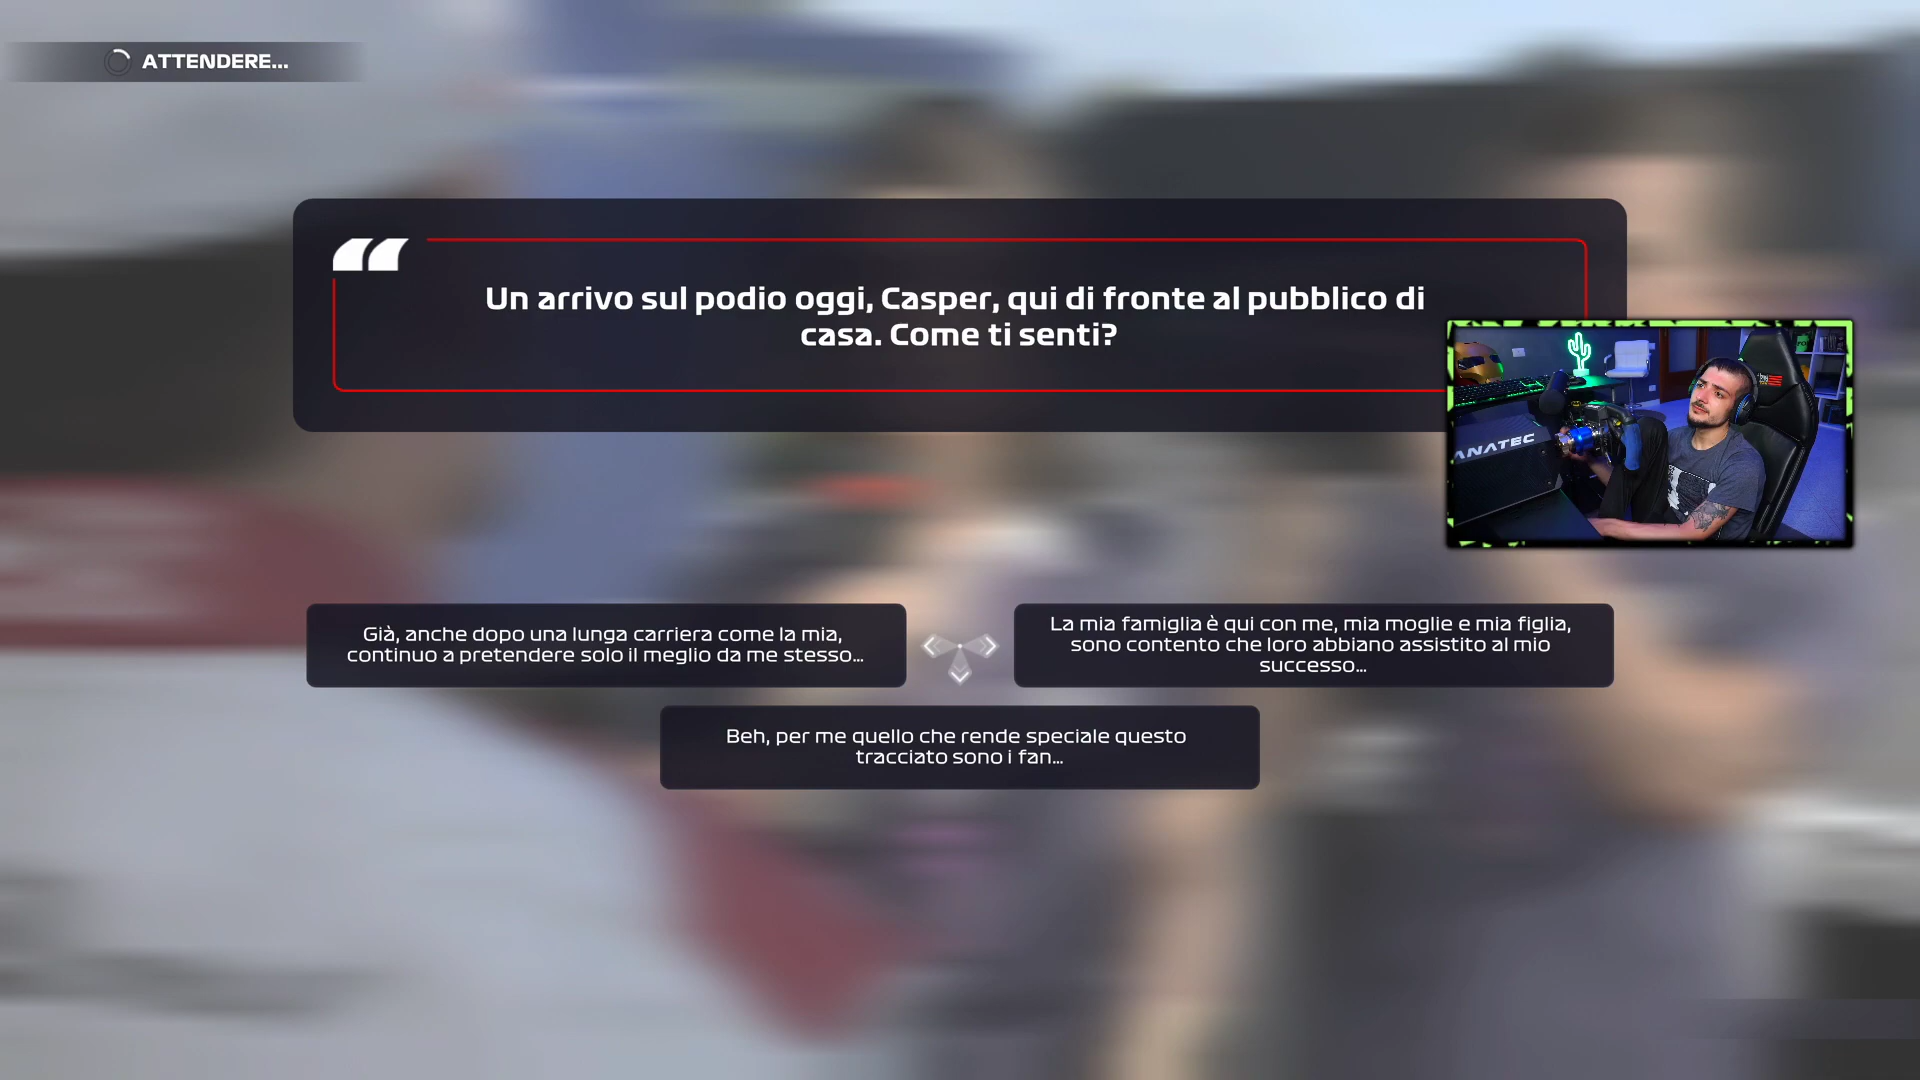 ATTENDERE...
Un arrivo sul podio oggi, Casper, qui di fronte al pubblico di
casa. Come ti senti?
ANATEC
Già, anche dopo una lunga carriera come la mia,
continuo a pretendere solo il meglio da me stesso...
La mia famiglia è qui con me, mia moglie e mia figlia,
sono contento che loro abbiano assistito al mio
successo...
Beh, per me quello che rende speciale questo
tracciato sono i fan...